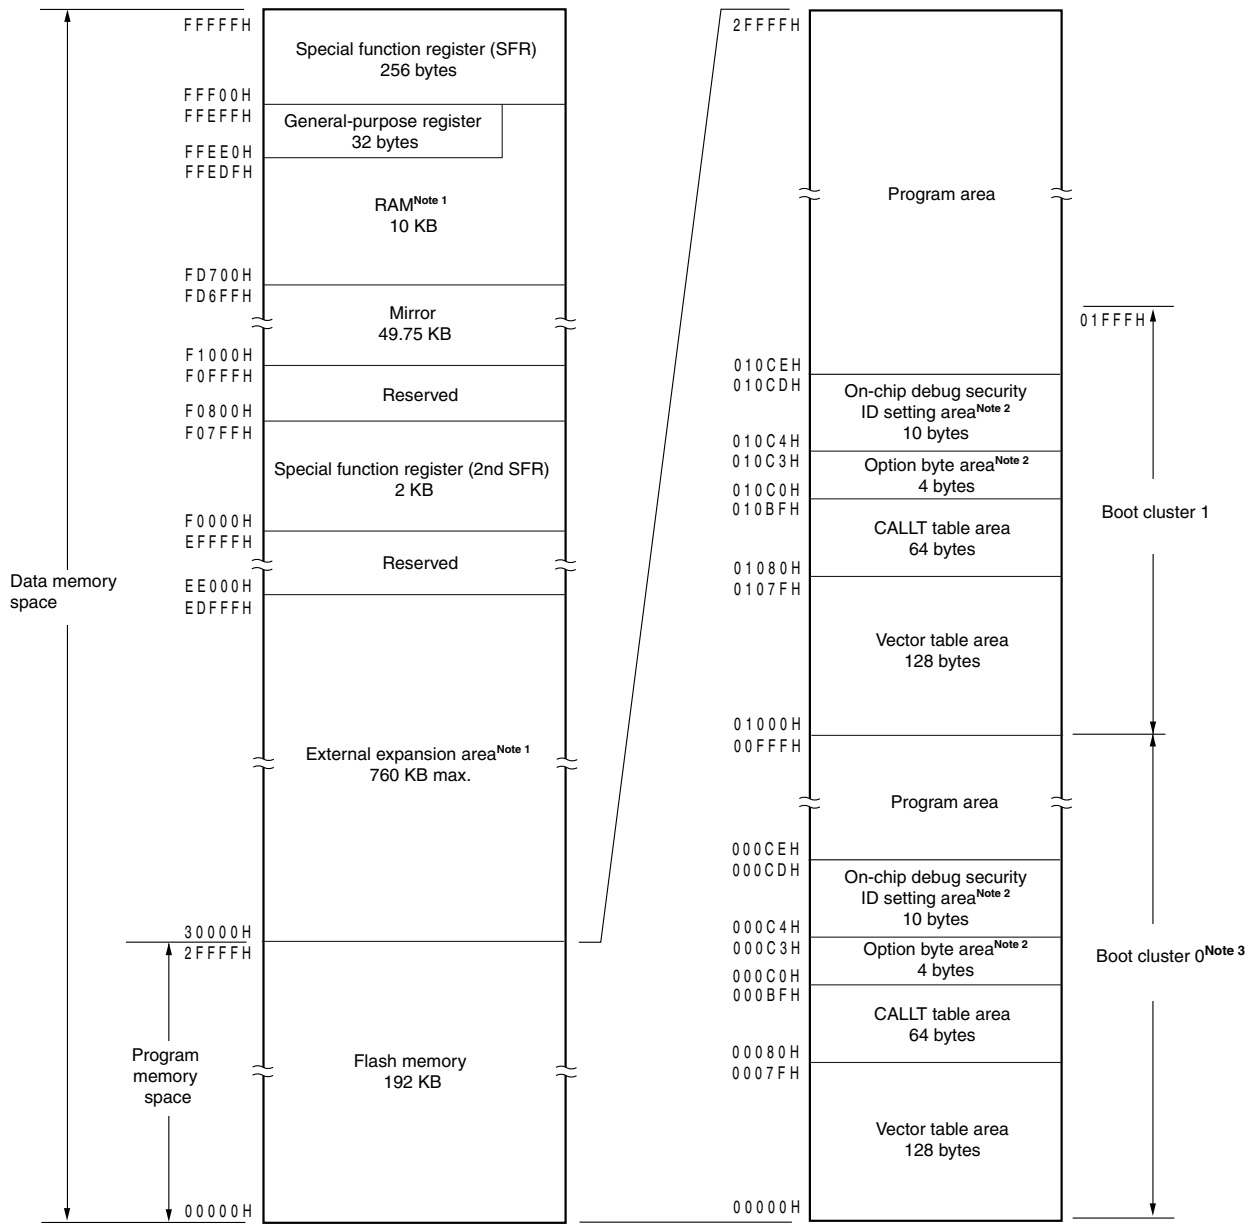 FFFFFH
Special function register (SFR)
256 bytes
FFF00H
FFEFFH
General-purpose register
32 bytes
FFEE0H
FFEDFH
RAMNote 1
10 KB
FD700H
FD6FFH
Mirror
49.75 KB
F1000H
F0FFFH
Reserved
F0800H
F07FFH
Special function register (2nd SFR)
2 KB
F0000H
EFFFFH
Reserved
EE000H
EDFFFH
Data memory
space
External expansion areaNote 1
760 KB max.
30000H
2FFFFH
Program
memory
space
Flash memory
192 KB
00000H
2FFFFH
Program area
01FFFH
010CEH
010CDH
On-chip debug security
ID setting areaNote 2
10 bytes
010C4H
010C3H
Option byte areaNote 2
4 bytes
010C0H
010BFH
CALLT table area
64 bytes
Boot cluster 1
01080H
0107FH
Vector table area
128 bytes
01000H
00FFFH
Program area
000CEH
000CDH
On-chip debug security
ID setting areaNote 2
10 bytes
000C4H
000C3H
Option byte areaNote 2
4 bytes
Boot cluster 0Note 3
000C0H
000BFH
CALLT table area
64 bytes
00080H
0007FH
Vector table area
128 bytes
00000H